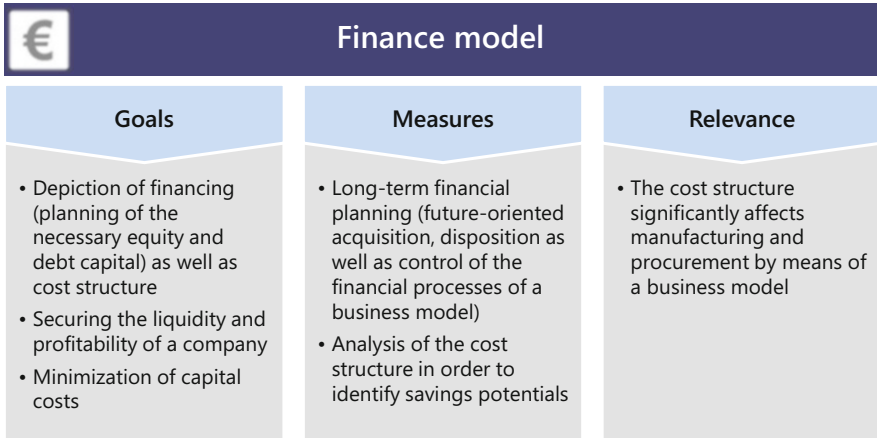 €
Finance model
Goals
• Depiction of financing
(planning of the
necessary equity and
debt capital) as well as
cost structure
• Securing the liquidity and
profitability of a company
• Minimization of capital
costs
Measures
• Long-term financial
planning (future-oriented
acquisition, disposition as
well as control of the
financial processes of a
business model)
• Analysis of the cost
structure in order to
identify savings potentials
Relevance
• The cost structure
significantly affects
manufacturing and
procurement by means of
a business model